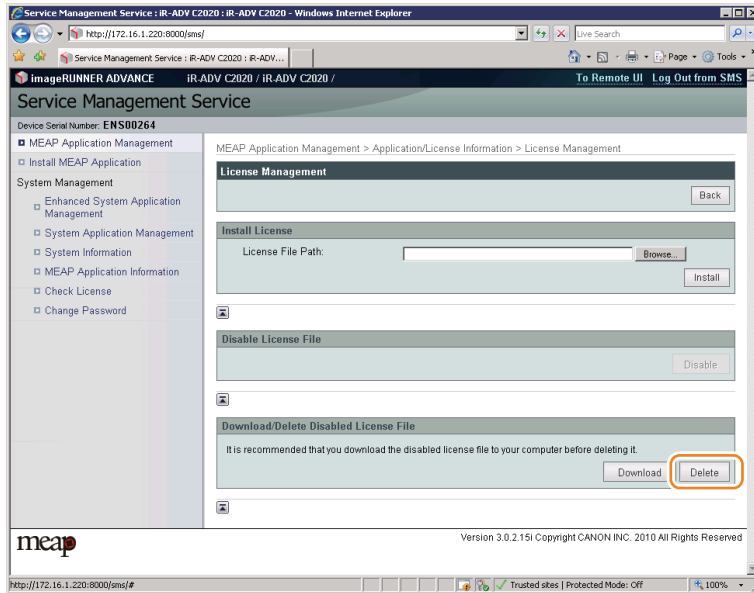 Service Management Service : iR-ADV C2020 : iR-ADV C2020 - Windows Internet Explorer
http://172.16.1.220:8000/sms/
Live Search
Service Management Service : iR-ADV C2020 : iR-ADV...
Page
Tools
imageRUNNER ADVANCE iR-ADV C2020 / iR-ADV C2020 / To Remote UI Log Out from SMS
Service Management Service
Device Serial Number: ENS00264
MEAP Application Management
Install MEAP Application
System Management
Enhanced System Application
Management
System Application Management
System Information
MEAP Application Information
Check License
Change Password
MEAP Application Management > Application/License Information > License Management
License Management
Back
Install License
License File Path:
Browse...
Install
Disable License File
Disable
Download/Delete Disabled License File
It is recommended that you download the disabled license file to your computer before deleting it.
Download Delete
meap
Version 3.0.2.15i Copyright CANON INC. 2010 All Rights Reserved
http://172.16.1.220:8000/sms/# Trusted sites | Protected Mode: Off 100%